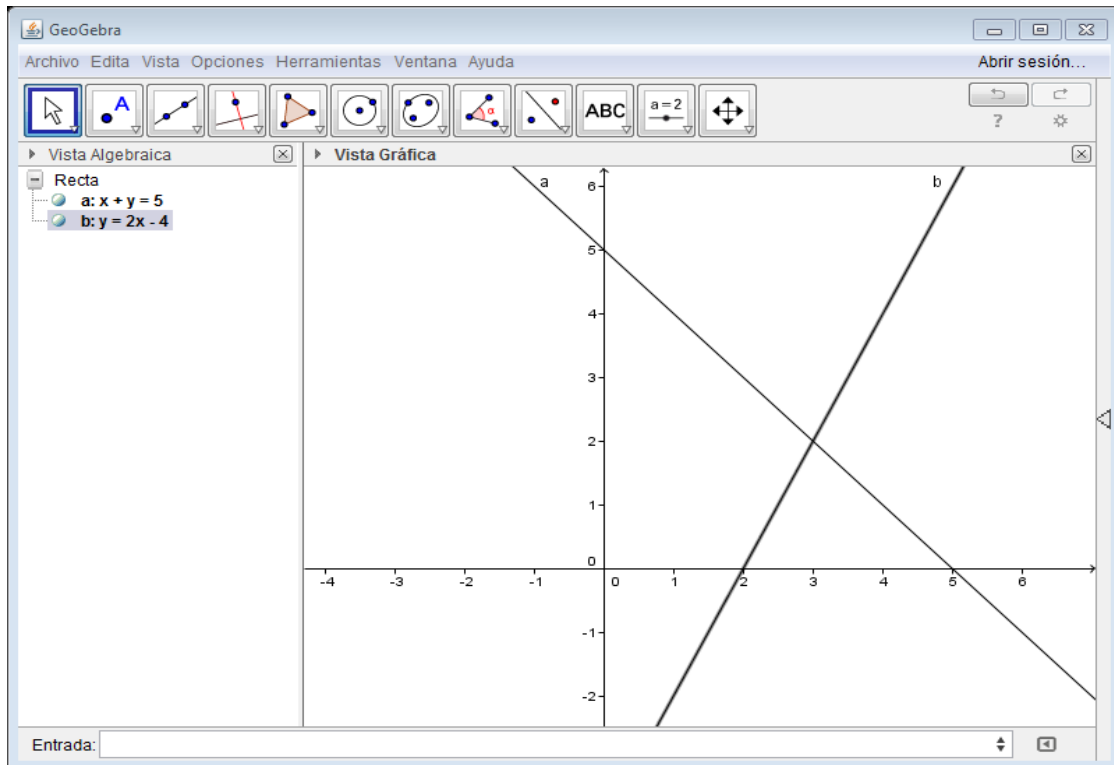 GeoGebra
Archivo Edita Vista Opciones Herramientas Ventana Ayuda Abrir sesión...
A α ABC a=2 ?
Vista Algebraica
Vista Gráfica
Recta
a: x + y = 5
b: y = 2x - 4
a b
6
5
4
3
2
1
0
-4 -3 -2 -1 0 1 2 3 4 5 6
-1
-2
Entrada: